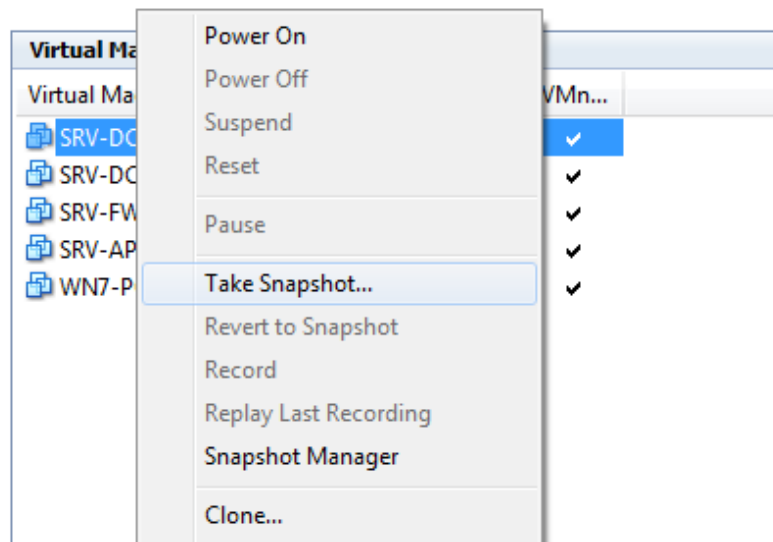 Virtual Ma
Virtual Ma
VMn...
SRV-DC
SRV-DC
SRV-FW
SRV-AP
WN7-P
Power On
Power Off
Suspend
Reset
Pause
Take Snapshot...
Revert to Snapshot
Record
Replay Last Recording
Snapshot Manager
Clone...